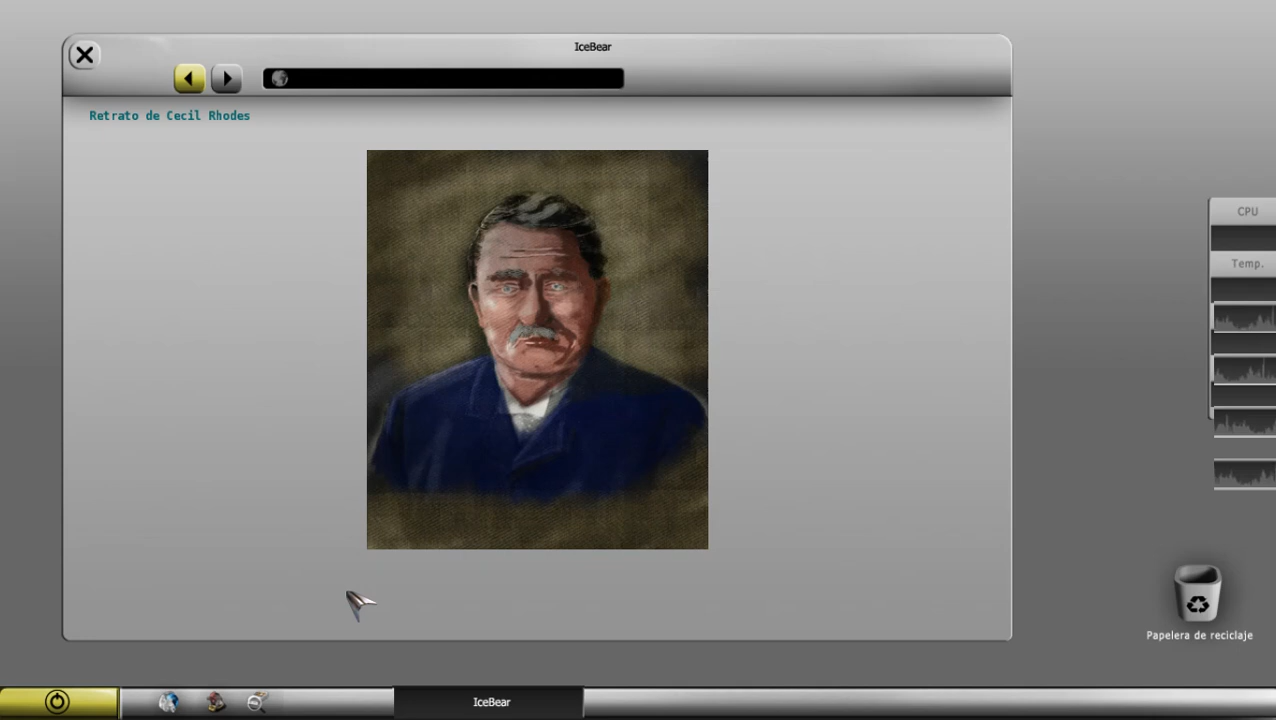 IceBear
Retrato de Cecil Rhodes
CPU
Temp.
Papelera de reciclaje
IceBear